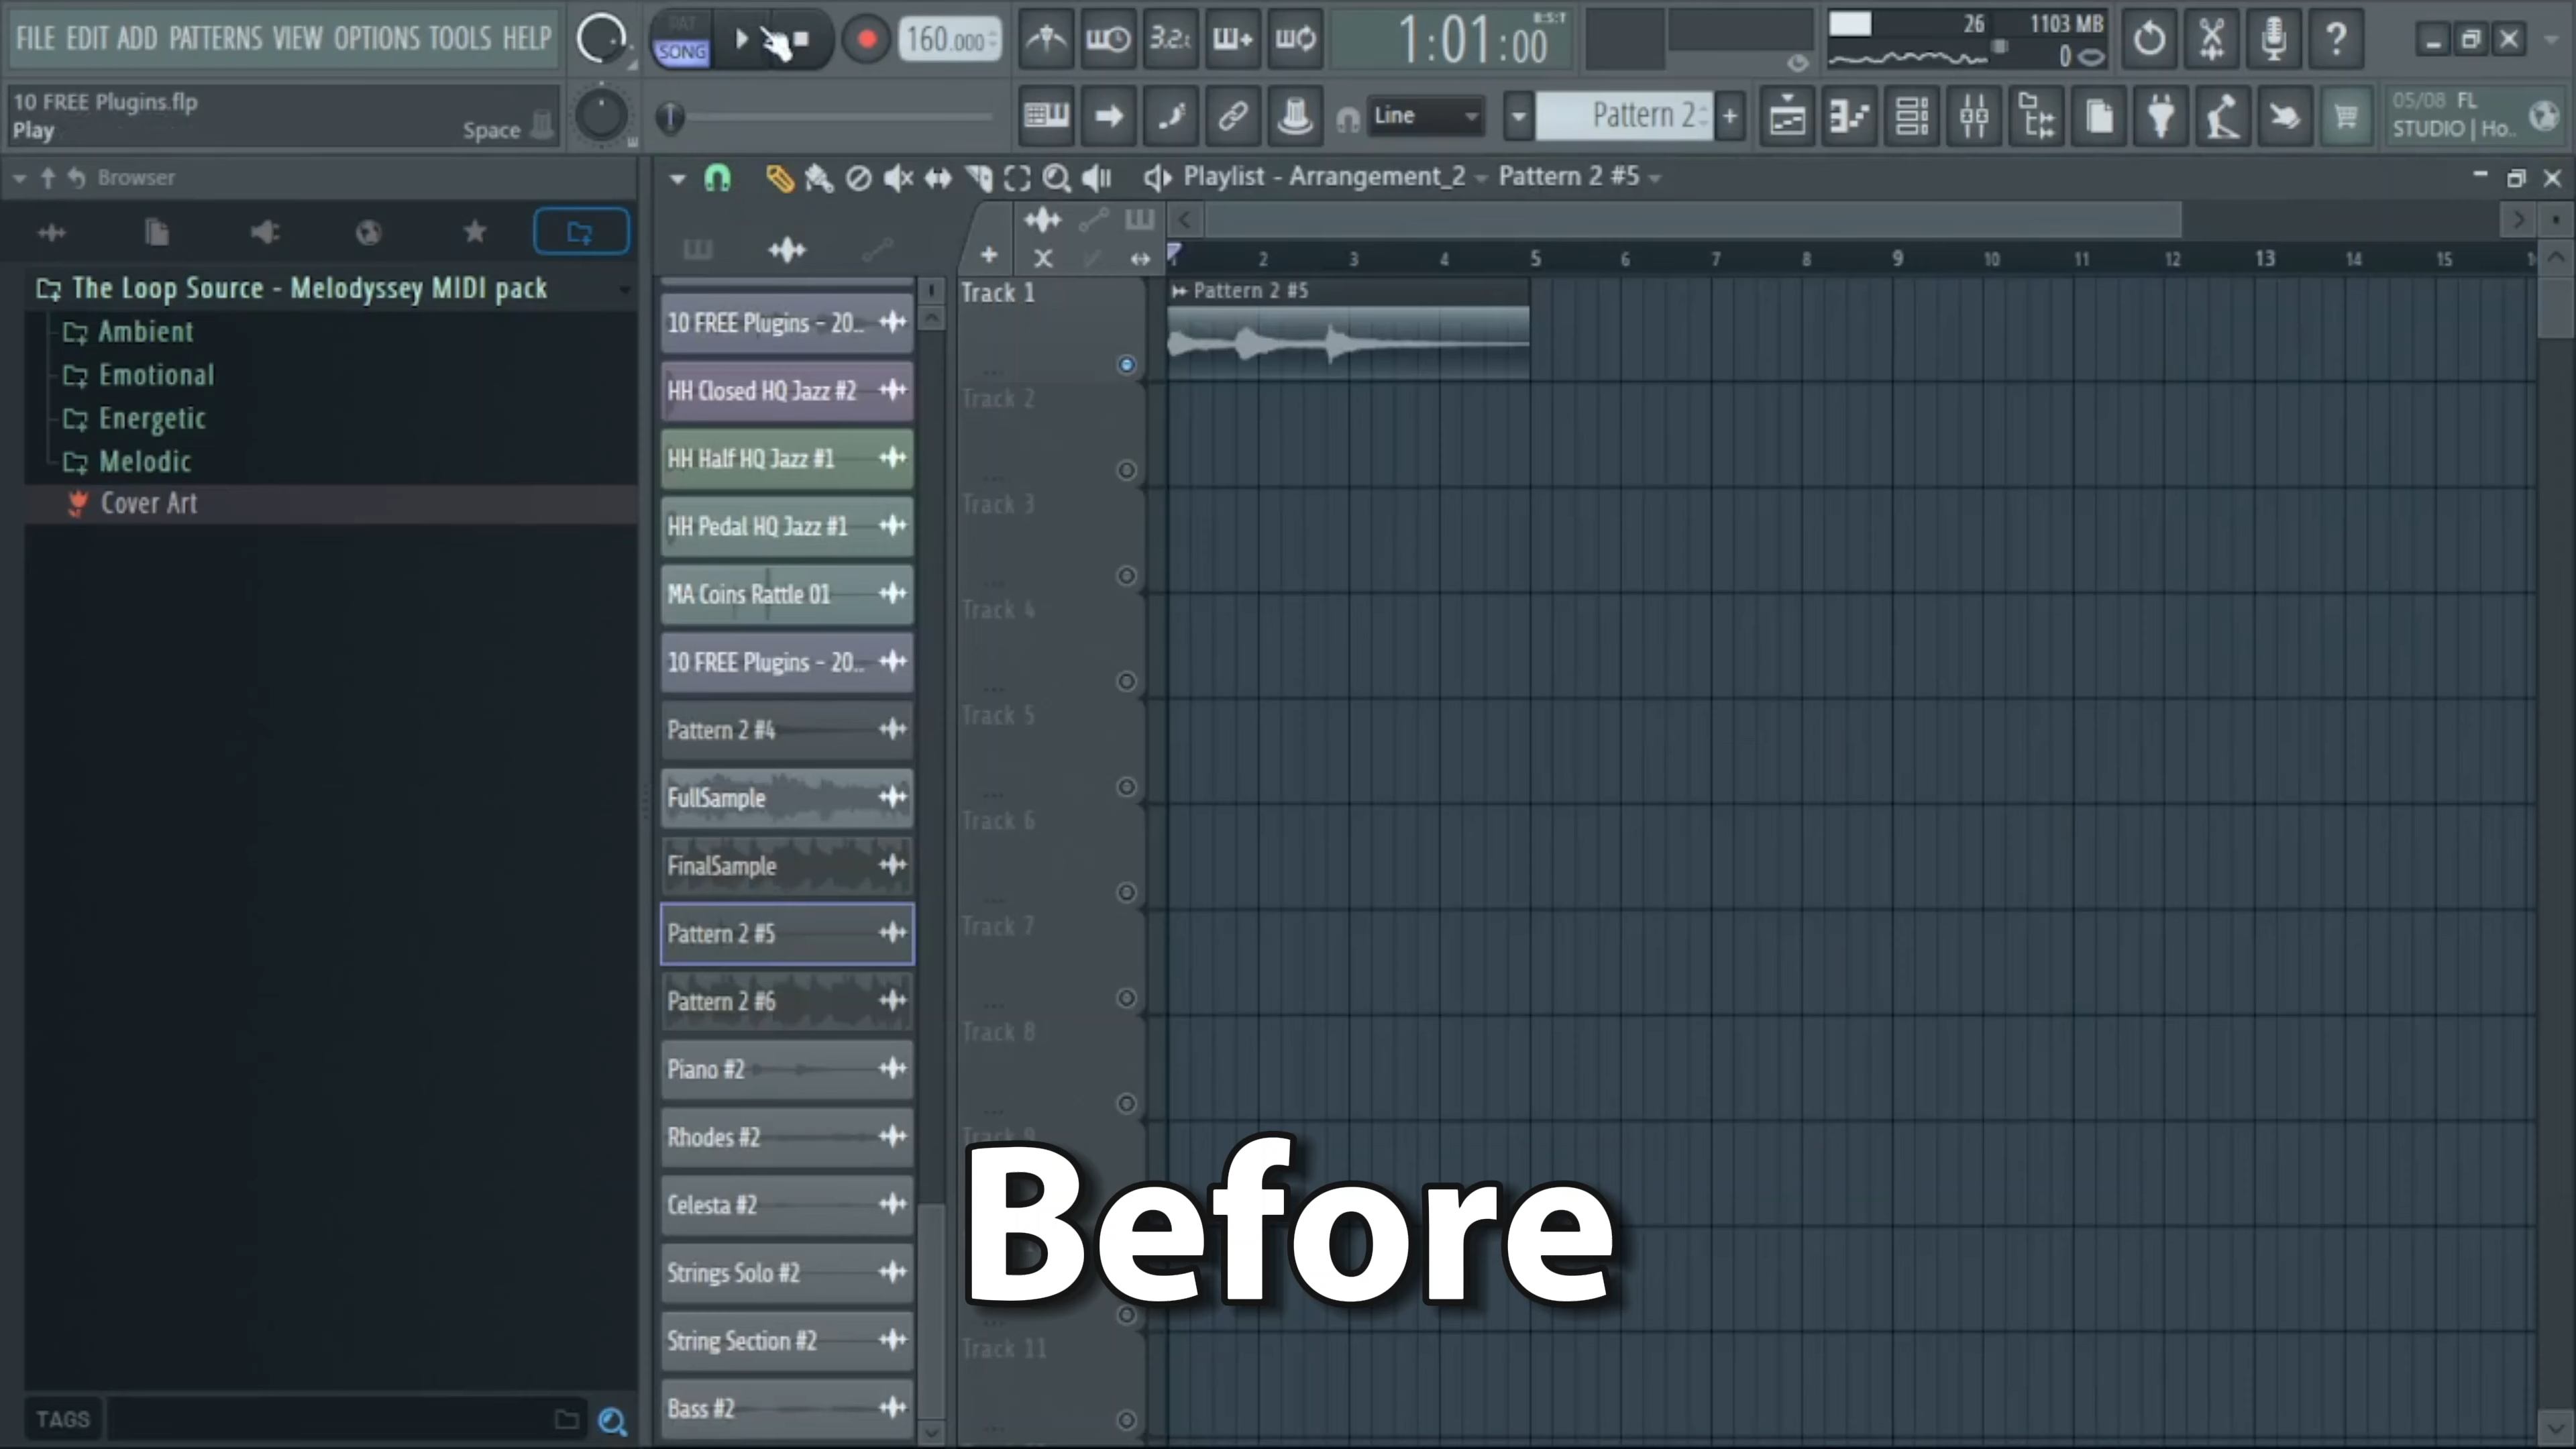 FILE EDIT ADD PATTERNS VIEW OPTIONS TOOLS HELP
PAT
SONG
160.000
3.2.
1:01:00
B:S:T
26
1103 MB
0
10 FREE Plugins.flp
Play
Space
Line
Pattern 2
05/08 FL
STUDIO | Ho..
Browser
Playlist - Arrangement_2
Pattern 2 #5
The Loop Source - Melodyssey MIDI pack
Ambient
Emotional
Energetic
Melodic
Cover Art
TAGS
10 FREE Plugins - 20..
HH Closed HQ Jazz #2
HH Half HQ Jazz #1
HH Pedal HQ Jazz #1
MA Coins Rattle 01
10 FREE Plugins - 20..
Pattern 2 #4
FullSample
FinalSample
Pattern 2 #5
Pattern 2 #6
Piano #2
Rhodes #2
Celesta #2
Strings Solo #2
String Section #2
Bass #2
2 3 4 5 6 7 8 9 10 11 12 13 14 15
Track 1
Pattern 2 #5
Track 2
Track 3
Track 4
Track 5
Track 6
Track 7
Track 8
Track 9
Track 11
Before